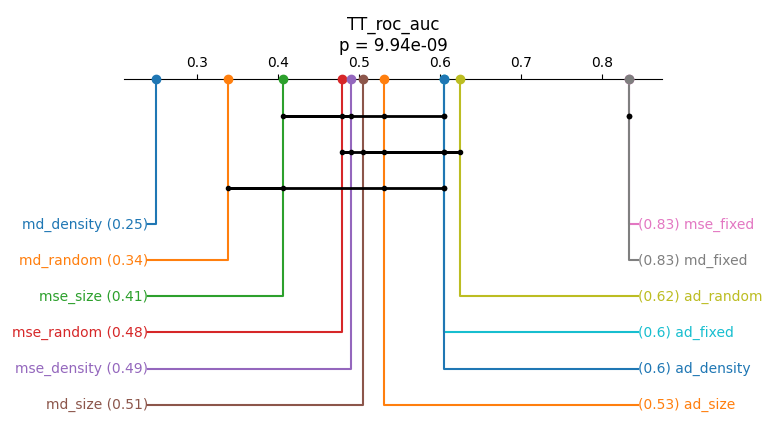 TT_roc_auc
p = 9.94e-09
0.3 0.4 0.5 0.6 0.7 0.8
md_density (0.25) (0.83) mse_fixed
md_random (0.34) (0.83) md_fixed
mse_size (0.41) (0.62) ad_random
mse_random (0.48) (0.6) ad_fixed
mse_density (0.49) (0.6) ad_density
md_size (0.51) (0.53) ad_size